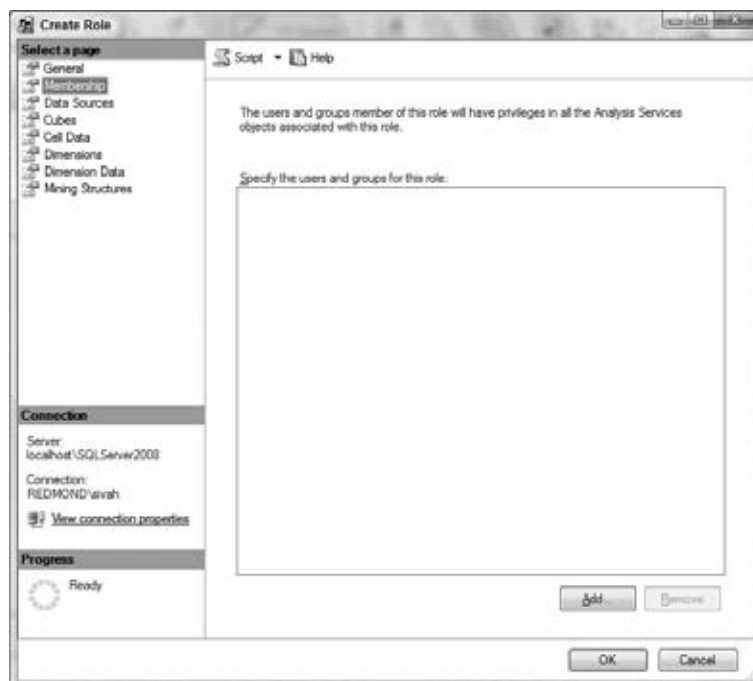 Create Role
Select a page
General
Membership
Data Sources
Cubes
Cell Data
Dimensions
Dimension Data
Mining Structures
Script
Help
The users and groups member of this role will have privileges in all the Analysis Services
objects associated with this role.
Specify the users and groups for this role:
Connection
Server:
localhost\SQLServer2008
Connection:
REDMOND\sivah
View connection properties
Progress
Ready
Add...
Remove
OK
Cancel